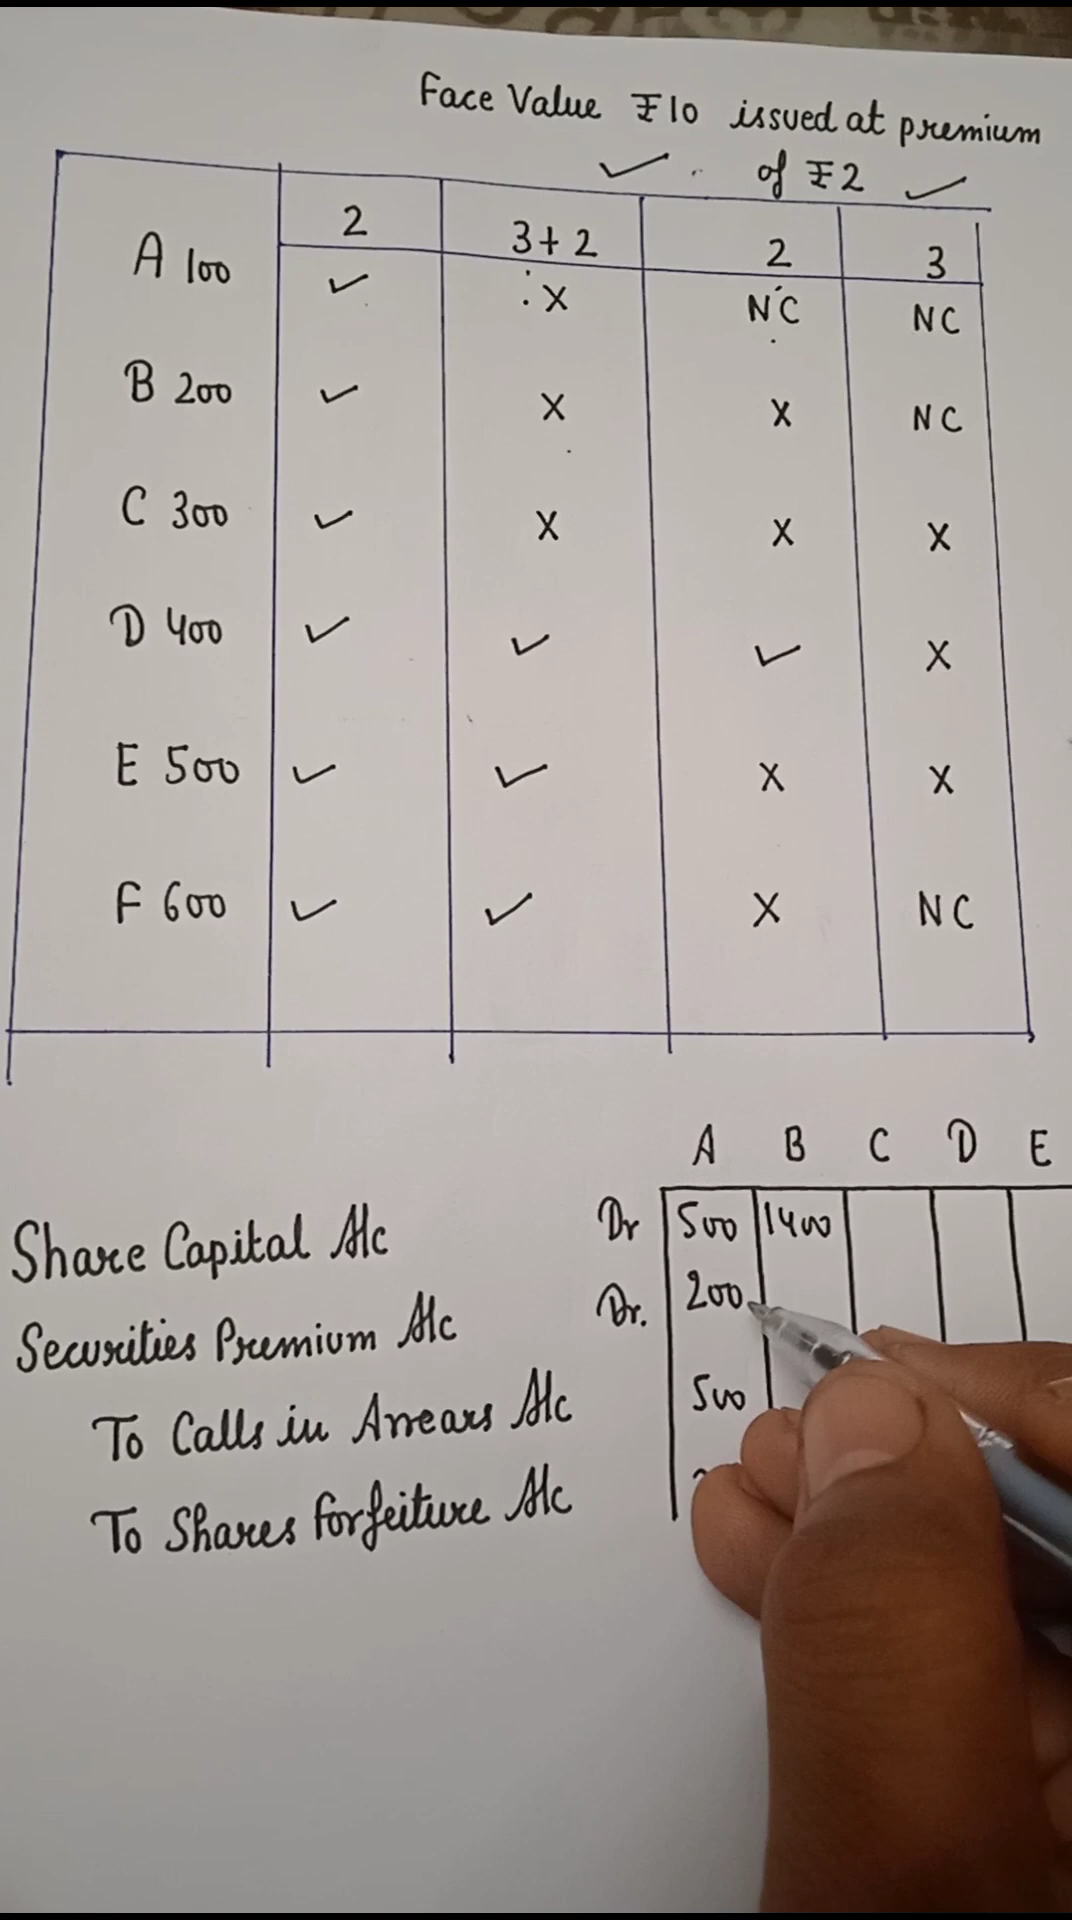 Face Value ₹10 issued at premium
of ₹2
2 3+2 2 3
A 100 ✓ X NC NC
B 200 ✓ X X NC
C 300 ✓ X X X
D 400 ✓ ✓ ✓ X
E 500 ✓ ✓ X X
F 600 ✓ ✓ X NC
A B C D E
Share Capital A/c Dr 500 1400
Securities Premium A/c Dr. 200
To Calls in Arrears A/c 500
To Shares Forfeiture A/c